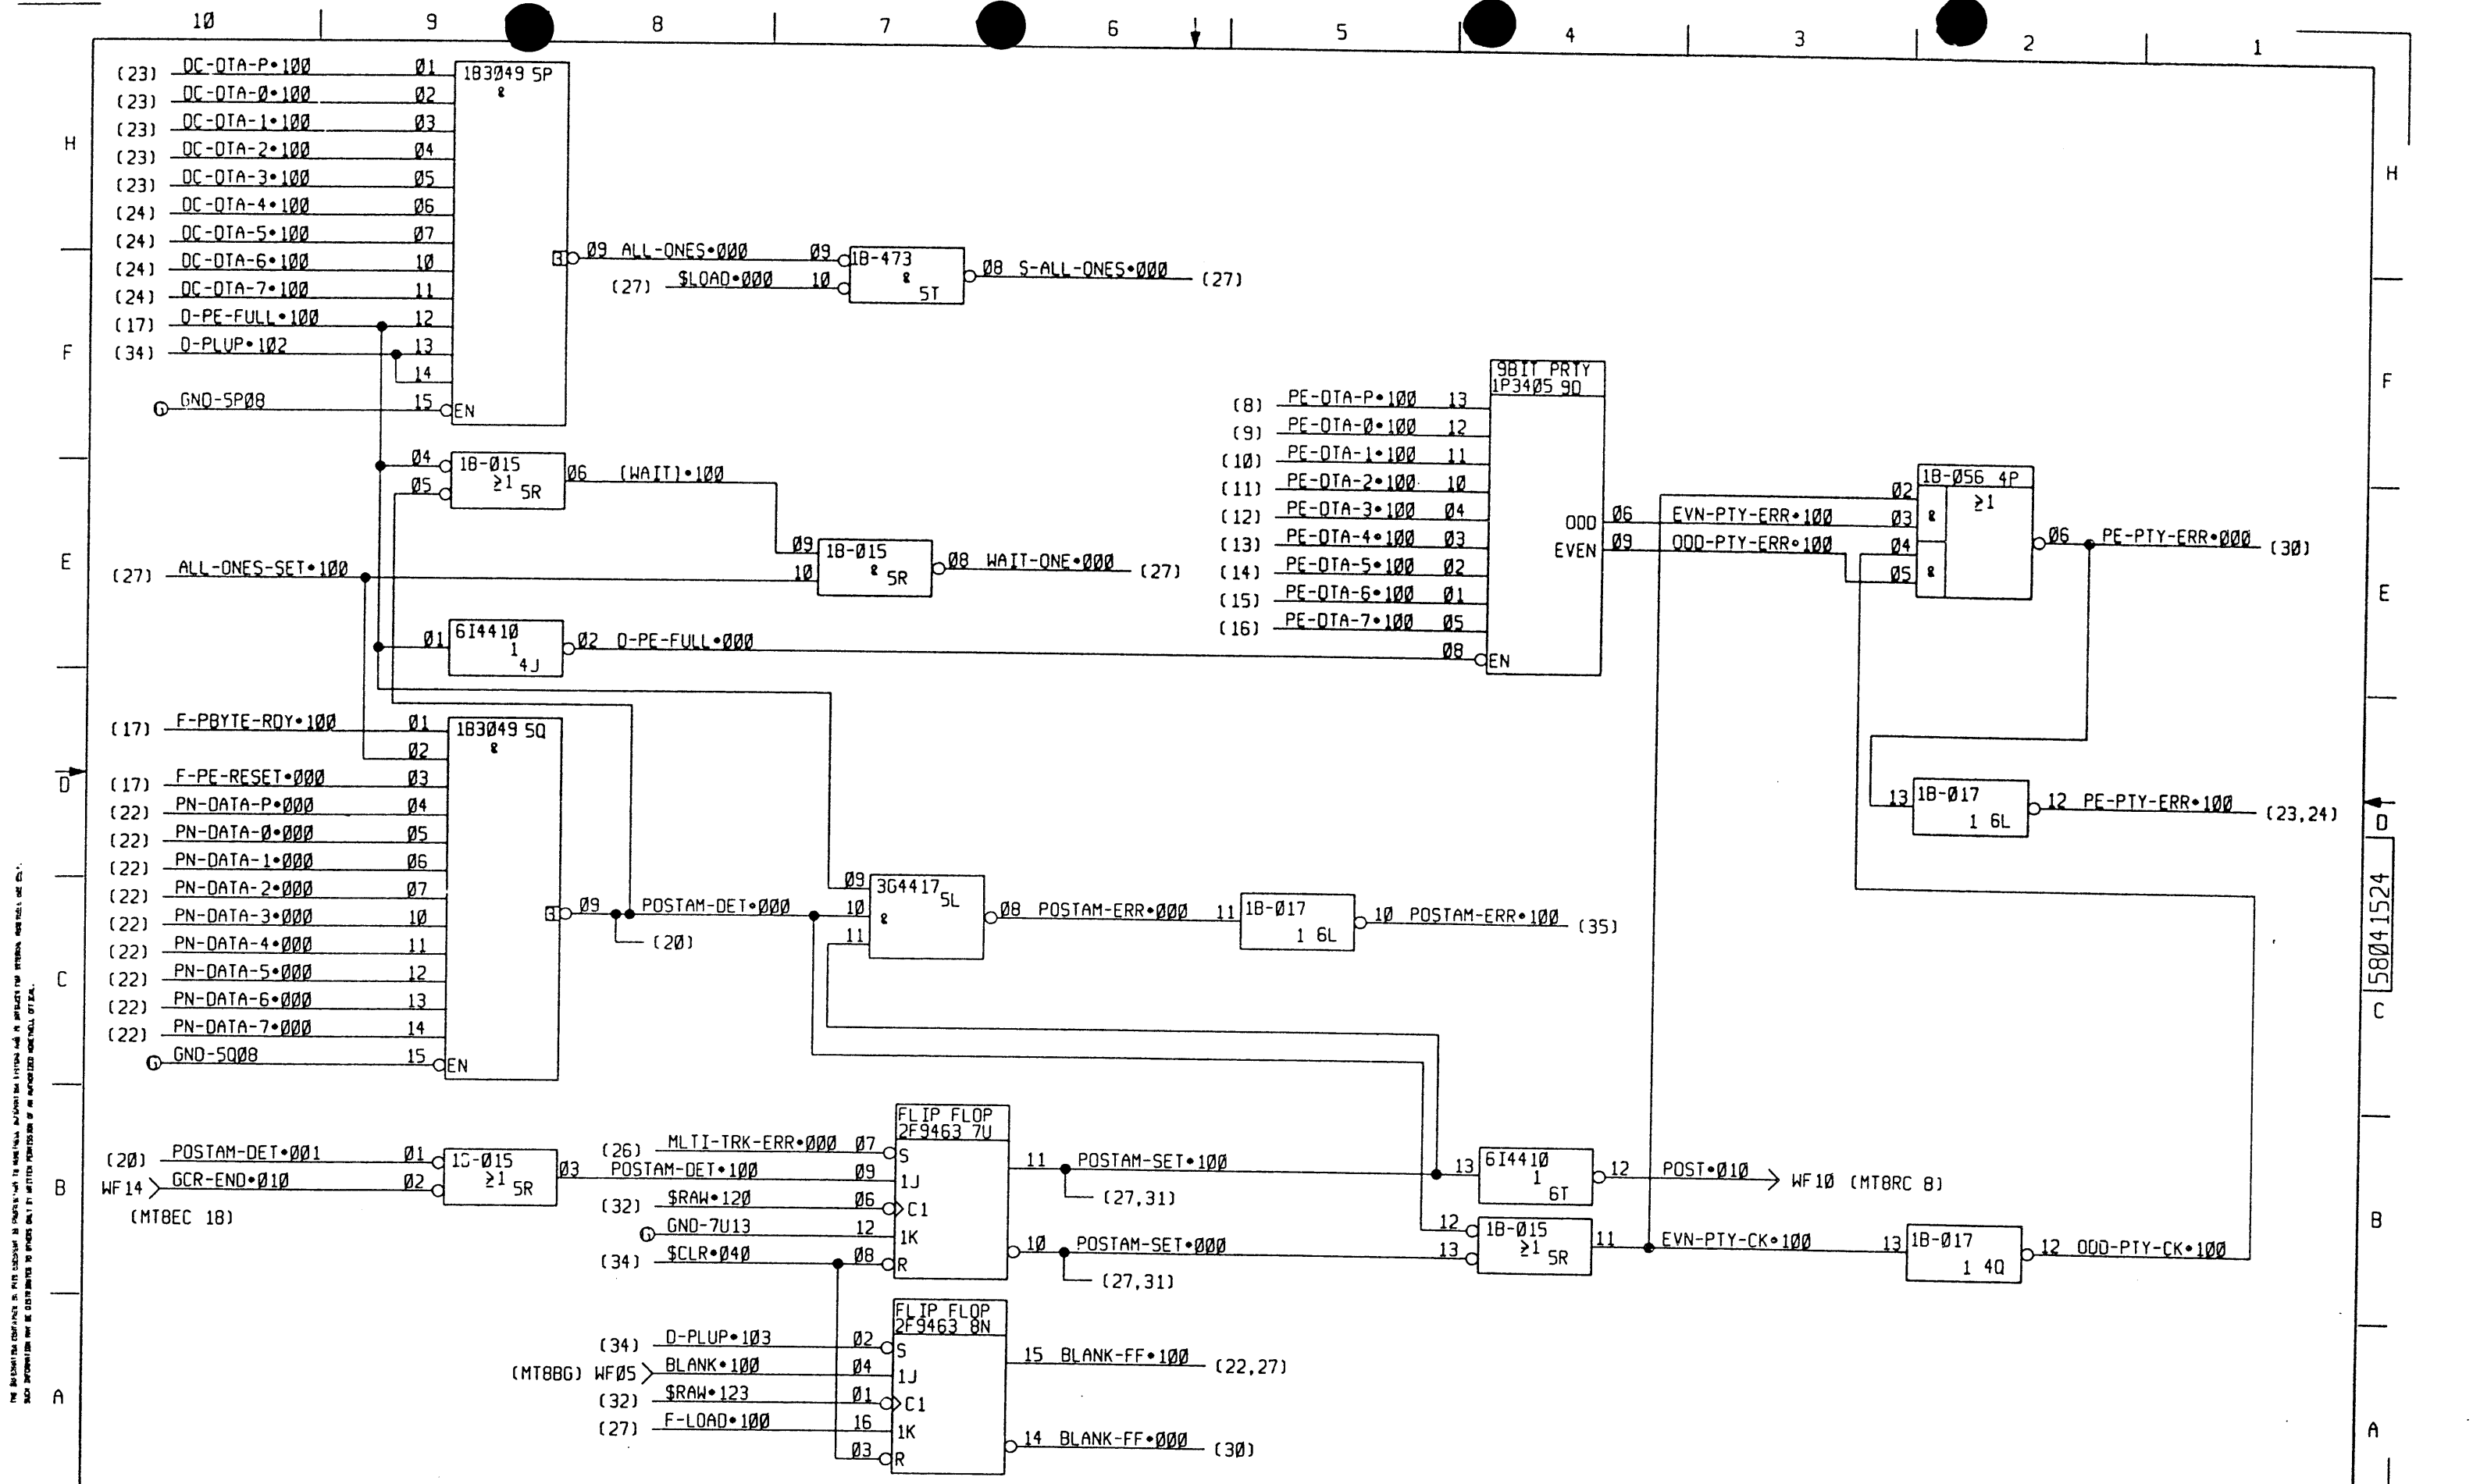 10 9 8 7 6 5 4 3 2 1
H
F
E
D
C
B
A
(23) DC-DTA-P•100 01
(23) DC-DTA-0•100 02
(23) DC-DTA-1•100 03
(23) DC-DTA-2•100 04
(23) DC-DTA-3•100 05
(24) DC-DTA-4•100 06
(24) DC-DTA-5•100 07
(24) DC-DTA-6•100 10
(24) DC-DTA-7•100 11
(17) D-PE-FULL•100 12
(34) D-PLUP•102 13
14
G GND-5P08 15 EN
1B3049 5P
&
09 ALL-ONES•000 09
(27) $LOAD•000 10
1B-473
&
5T
08 S-ALL-ONES•000 (27)
04
05
1B-015
≥1 5R
06 (WAIT)•100
(27) ALL-ONES-SET•100
09
10
1B-015
& 5R
08 WAIT-ONE•000 (27)
01
6I4410
1
4J
02 D-PE-FULL•000
9BIT PRTY
1P3405 9D
(8) PE-DTA-P•100 13
(9) PE-DTA-0•100 12
(10) PE-DTA-1•100 11
(11) PE-DTA-2•100 10
(12) PE-DTA-3•100 04
(13) PE-DTA-4•100 03
(14) PE-DTA-5•100 02
(15) PE-DTA-6•100 01
(16) PE-DTA-7•100 05
08 EN
ODD 06 EVN-PTY-ERR•100
EVEN 09 ODD-PTY-ERR•100
1B-056 4P
≥1
02
03 &
04
05 &
06 PE-PTY-ERR•000 (30)
13 1B-017
1 6L
12 PE-PTY-ERR•100 (23,24)
(17) F-PBYTE-RDY•100 01
02
(17) F-PE-RESET•000 03
(22) PN-DATA-P•000 04
(22) PN-DATA-0•000 05
(22) PN-DATA-1•000 06
(22) PN-DATA-2•000 07
(22) PN-DATA-3•000 10
(22) PN-DATA-4•000 11
(22) PN-DATA-5•000 12
(22) PN-DATA-6•000 13
(22) PN-DATA-7•000 14
G GND-5Q08 15 EN
1B3049 5Q
&
09 POSTAM-DET•000
(20)
09
10
11
3G4417 5L
&
08 POSTAM-ERR•000 11
1B-017
1 6L
10 POSTAM-ERR•100 (35)
(20) POSTAM-DET•001 01
WF14 GCR-END•010 02
(MT8EC 18)
≥1 5R
03 POSTAM-DET•100 09
FLIP FLOP
2F9463 7U
(26) MLTI-TRK-ERR•000 07 S
1J
(32) $RAW•120 06 C1
G GND-7U13 12 1K
(34) $CLR•040 08 R
11 POSTAM-SET•100
(27,31)
10 POSTAM-SET•000
(27,31)
13 6I4410
1
6T
12 POST•010 WF10 (MT8RC 8)
12
13
1B-015
≥1
5R
11 EVN-PTY-CK•100 13
1B-017
1 4Q
12 ODD-PTY-CK•100
FLIP FLOP
2F9463 8N
(34) D-PLUP•103 02 S
(MT8BG) WF05 BLANK•100 04 1J
(32) $RAW•123 01 C1
(27) F-LOAD•100 16 1K
03 R
15 BLANK-FF•100 (22,27)
14 BLANK-FF•000 (30)
H
F
E
D
58041524
C
B
A